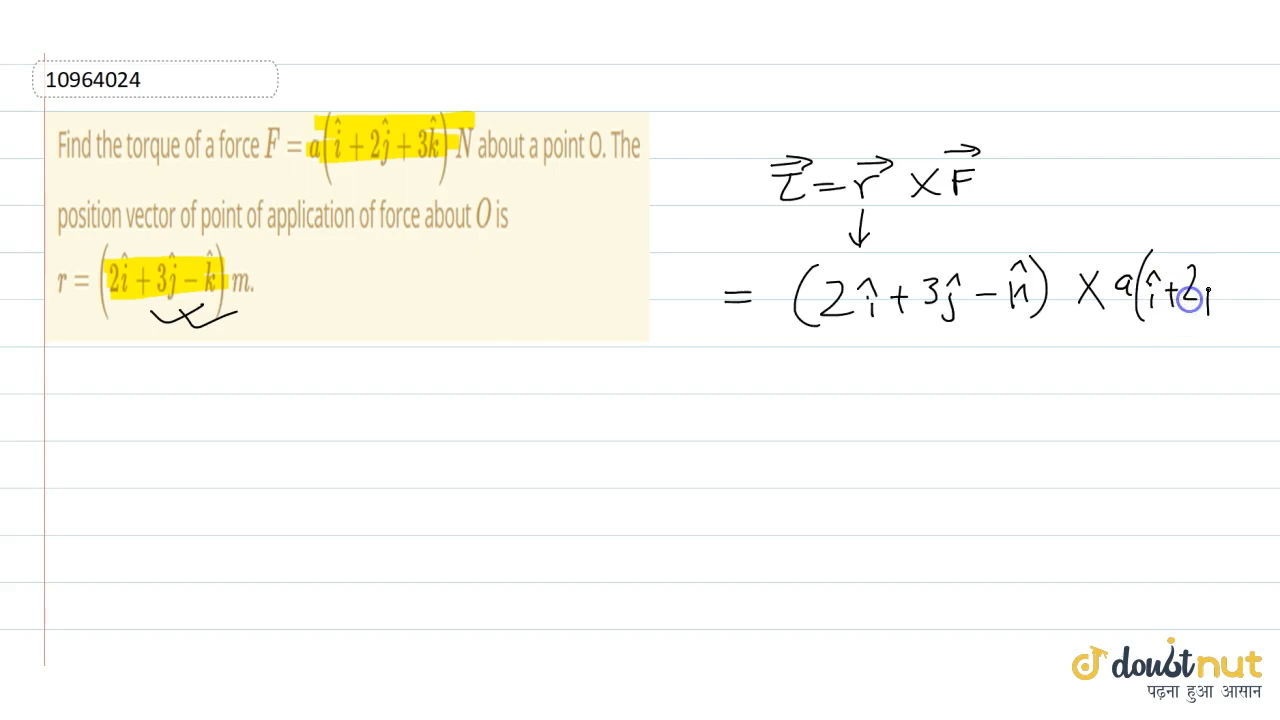 10964024
Find the torque of a force F = a(î + 2ĵ + 3k̂) N about a point O. The
position vector of point of application of force about O is
r = (2î + 3ĵ − k̂) m.
τ⃗ = r⃗ × F⃗
= (2î + 3ĵ − k̂) × a(î + 2j
doubtnut
पढ़ना हुआ आसान